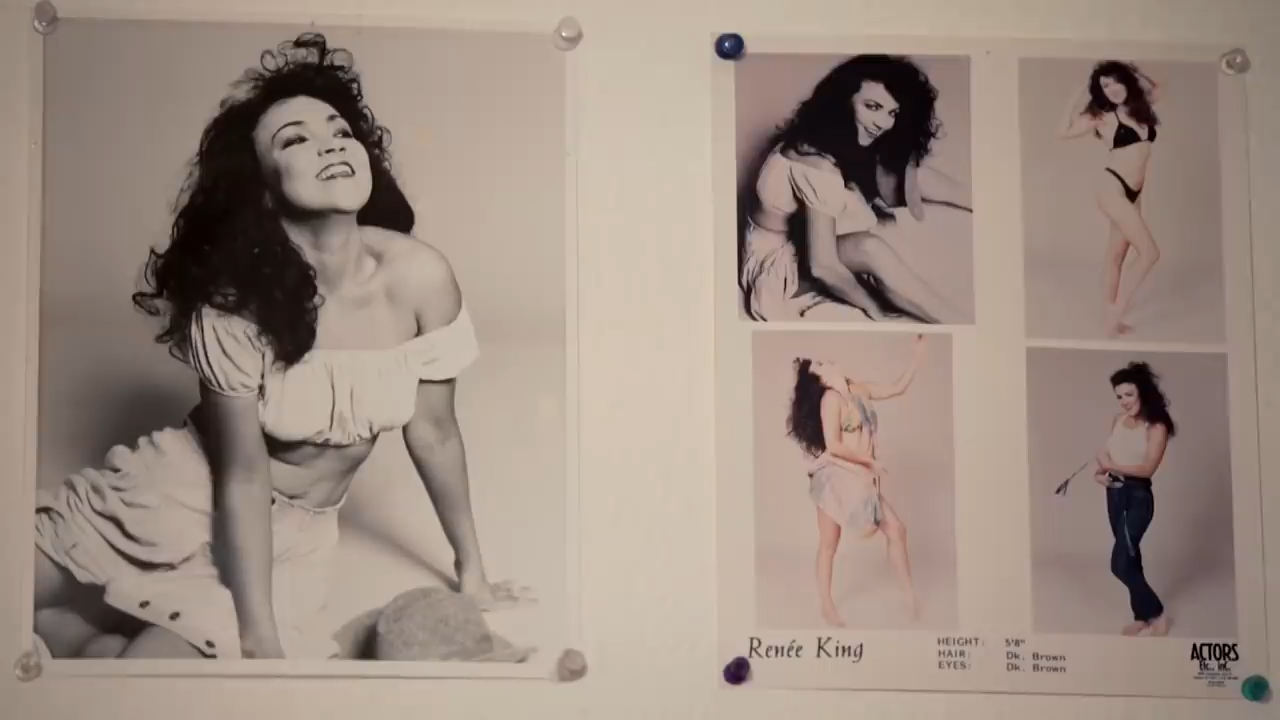 Renée King
HEIGHT: 5'8"
HAIR: Dk. Brown
EYES: Dk. Brown
ACTORS
Etc., Inc.